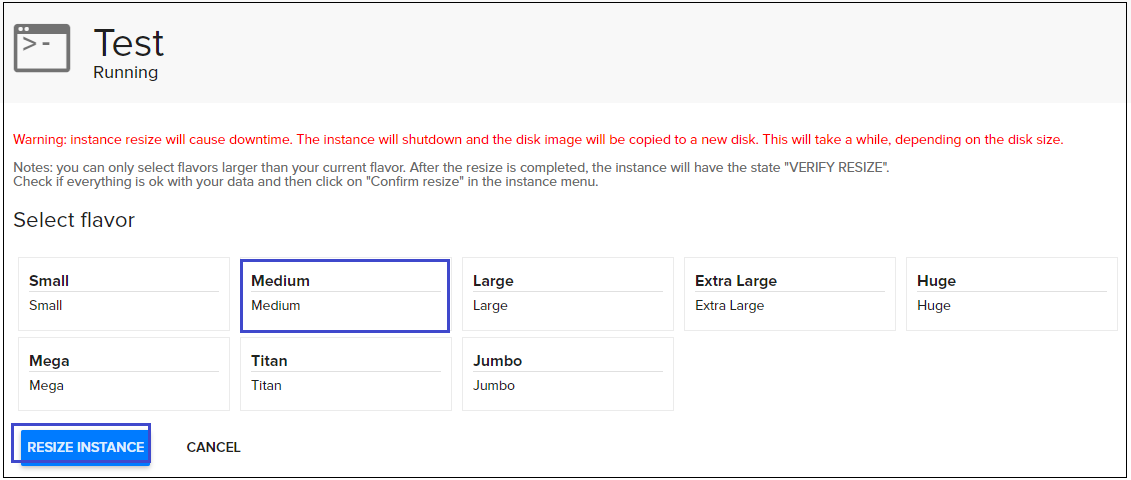 Test
Running
Warning: instance resize will cause downtime. The instance will shutdown and the disk image will be copied to a new disk. This will take a while, depending on the disk size.
Notes: you can only select flavors larger than your current flavor. After the resize is completed, the instance will have the state "VERIFY RESIZE".
Check if everything is ok with your data and then click on "Confirm resize" in the instance menu.
Select flavor
Small Medium Large Extra Large Huge
Small Medium Large Extra Large Huge
Mega Titan Jumbo
Mega Titan Jumbo
RESIZE INSTANCE CANCEL